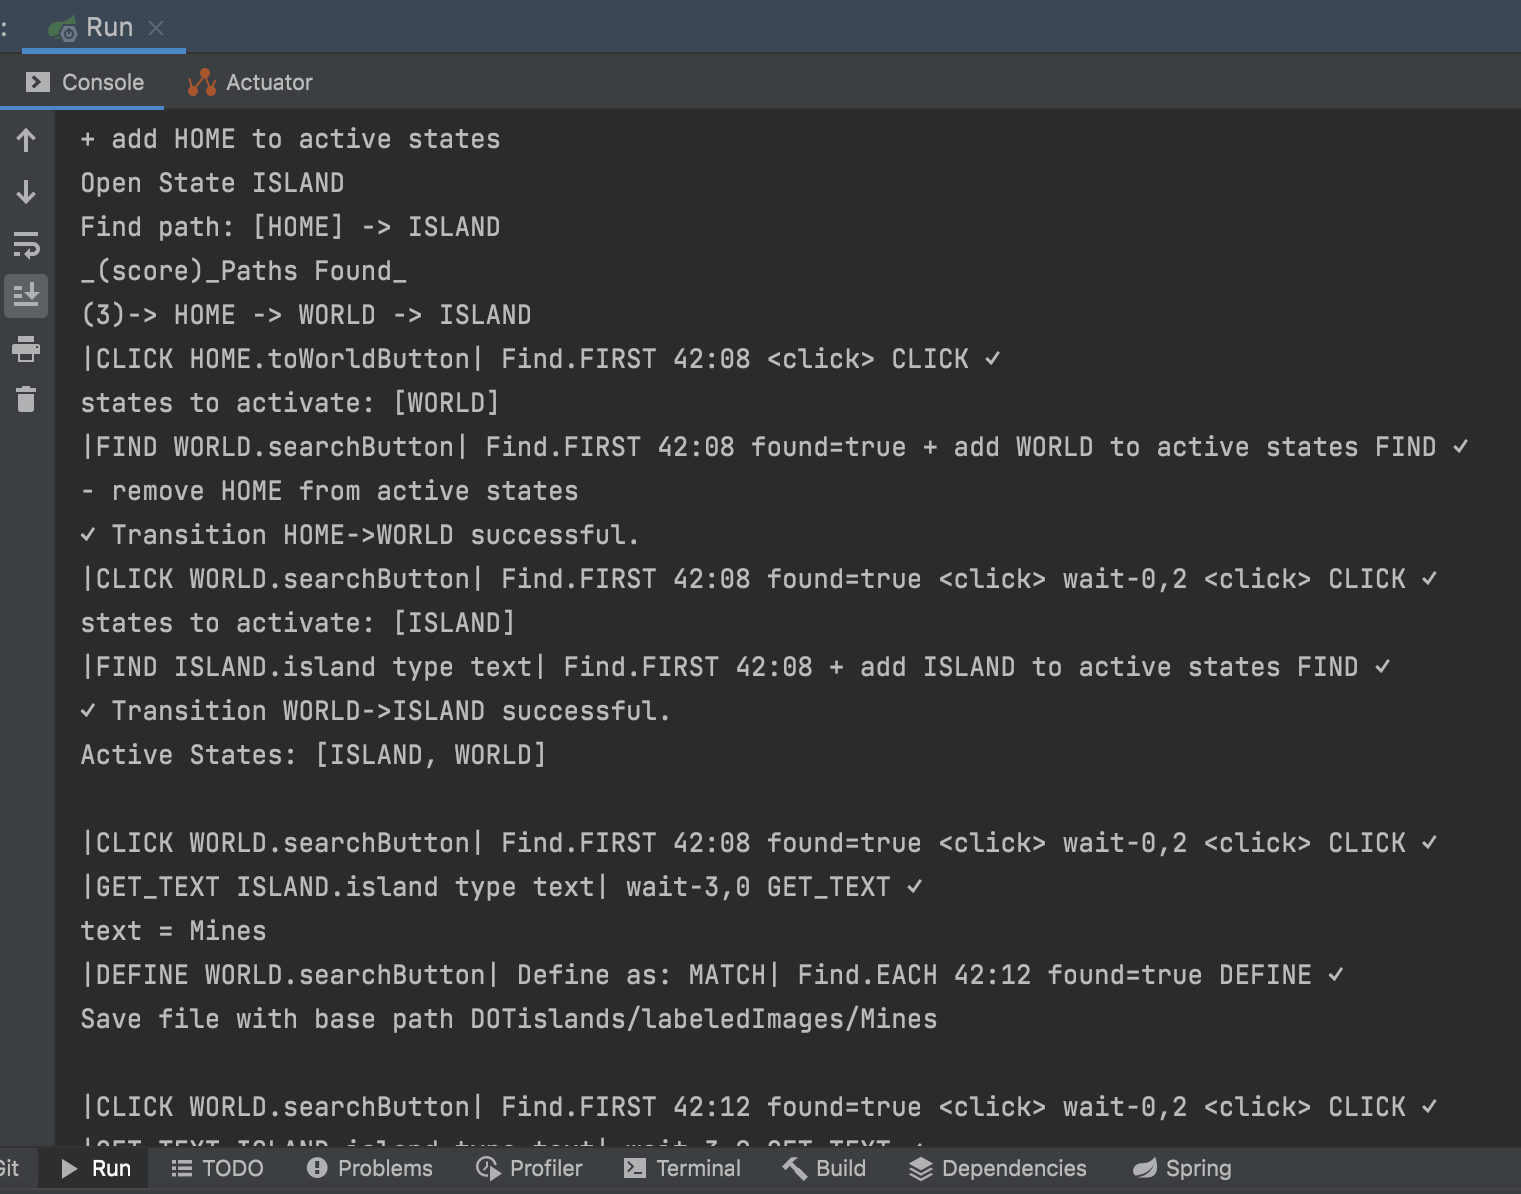 : Run
Console Actuator
+ add HOME to active states
Open State ISLAND
Find path: [HOME] -> ISLAND
_(score)_Paths Found_
(3)-> HOME -> WORLD -> ISLAND
|CLICK HOME.toWorldButton| Find.FIRST 42:08 <click> CLICK ✓
states to activate: [WORLD]
|FIND WORLD.searchButton| Find.FIRST 42:08 found=true + add WORLD to active states FIND ✓
- remove HOME from active states
✓ Transition HOME->WORLD successful.
|CLICK WORLD.searchButton| Find.FIRST 42:08 found=true <click> wait-0,2 <click> CLICK ✓
states to activate: [ISLAND]
|FIND ISLAND.island type text| Find.FIRST 42:08 + add ISLAND to active states FIND ✓
✓ Transition WORLD->ISLAND successful.
Active States: [ISLAND, WORLD]
|CLICK WORLD.searchButton| Find.FIRST 42:08 found=true <click> wait-0,2 <click> CLICK ✓
|GET_TEXT ISLAND.island type text| wait-3,0 GET_TEXT ✓
text = Mines
|DEFINE WORLD.searchButton| Define as: MATCH| Find.EACH 42:12 found=true DEFINE ✓
Save file with base path DOTislands/labeledImages/Mines
|CLICK WORLD.searchButton| Find.FIRST 42:12 found=true <click> wait-0,2 <click> CLICK ✓
|GET_TEXT ISLAND.island type text| wait-3,0 GET_TEXT ✓
Git Run TODO Problems Profiler Terminal Build Dependencies Spring